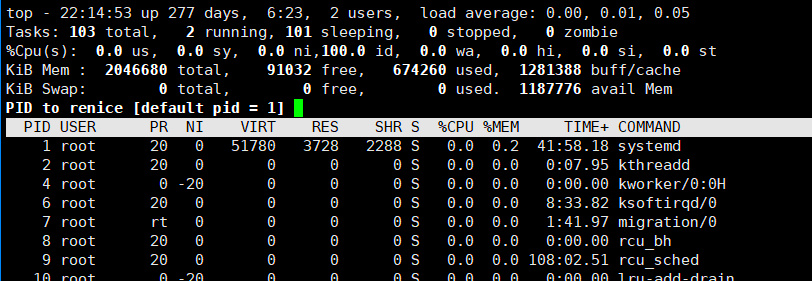 top - 22:14:53 up 277 days,  6:23,  2 users,  load average: 0.00, 0.01, 0.05
Tasks: 103 total,   2 running, 101 sleeping,   0 stopped,   0 zombie
%Cpu(s):  0.0 us,  0.0 sy,  0.0 ni,100.0 id,  0.0 wa,  0.0 hi,  0.0 si,  0.0 st
KiB Mem :  2046680 total,    91032 free,   674260 used,  1281388 buff/cache
KiB Swap:        0 total,        0 free,        0 used.  1187776 avail Mem
PID to renice [default pid = 1]
  PID USER      PR  NI    VIRT    RES    SHR S  %CPU %MEM     TIME+ COMMAND
    1 root      20   0   51780   3728   2288 S   0.0  0.2  41:58.18 systemd
    2 root      20   0       0      0      0 S   0.0  0.0   0:07.95 kthreadd
    4 root       0 -20       0      0      0 S   0.0  0.0   0:00.00 kworker/0:0H
    6 root      20   0       0      0      0 S   0.0  0.0   8:33.82 ksoftirqd/0
    7 root      rt   0       0      0      0 S   0.0  0.0   1:41.97 migration/0
    8 root      20   0       0      0      0 S   0.0  0.0   0:00.00 rcu_bh
    9 root      20   0       0      0      0 S   0.0  0.0 108:02.51 rcu_sched
   10 root       0 -20       0      0      0 S   0.0  0.0   0:00.00 lru-add-drain